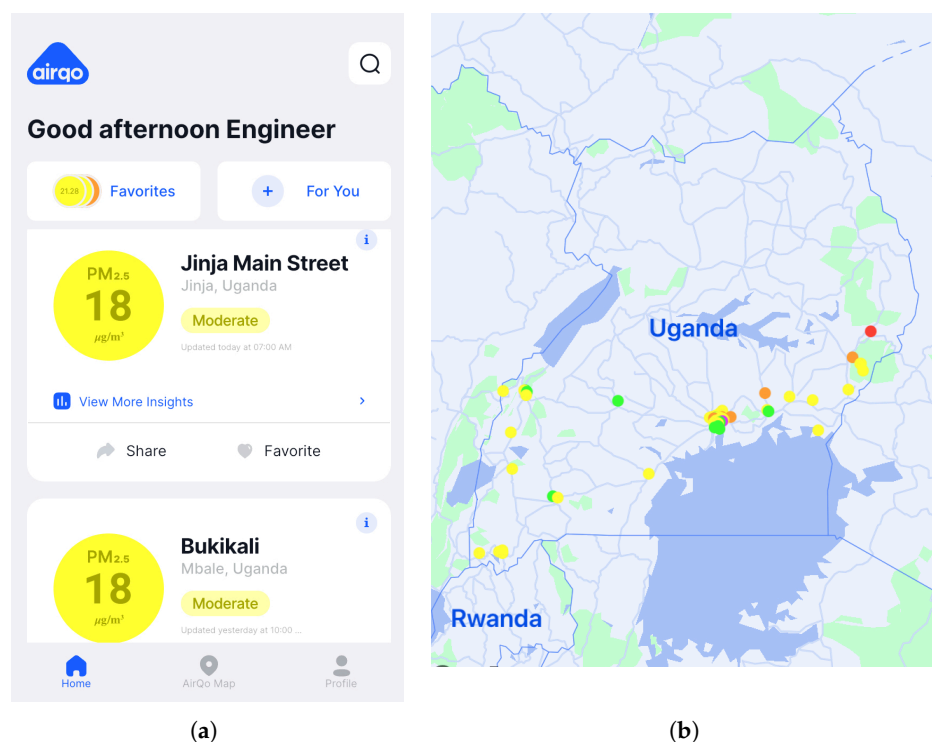 airqo
Good afternoon Engineer
21.28
Favorites
+
For You
i
PM2.5
18
µg/m³
Jinja Main Street
Jinja, Uganda
Moderate
Updated today at 07:00 AM
View More Insights
Share
Favorite
i
PM2.5
18
µg/m³
Bukikali
Mbale, Uganda
Moderate
Updated yesterday at 10:00 ...
Home
AirQo Map
Profile
(a)
Uganda
Rwanda
(b)